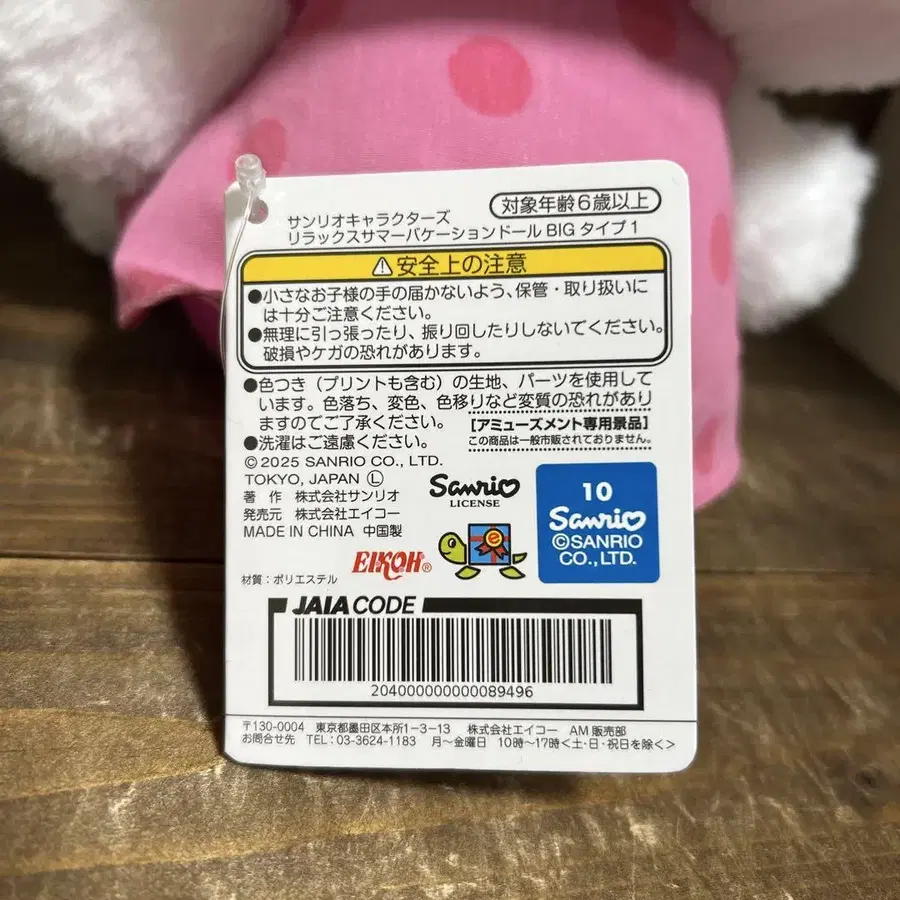 対象年齢6歳以上
サンリオキャラクターズ
リラックスサマーバケーションドール BIG タイプ1
⚠安全上の注意
●小さなお子様の手の届かないよう、保管・取り扱いに
は十分ご注意ください。
●無理に引っ張ったり、振り回したりしないでください。
破損やケガの恐れがあります。
●色つき（プリントも含む）の生地、パーツを使用して
います。色落ち、変色、色移りなど変質の恐れがあり
ますのでご了承ください。
●洗濯はご遠慮ください。
[アミューズメント専用景品]
この商品は一般市販されておりません。
©2025 SANRIO CO., LTD.
TOKYO, JAPAN Ⓛ
著 作 株式会社サンリオ
発売元 株式会社エイコー
MADE IN CHINA 中国製
Sanrio
LICENSE
10
Sanrio
©SANRIO
CO.,LTD.
EIKOH®
e
材質：ポリエステル
JAIA CODE
204000000000089496
〒130-0004 東京都墨田区本所1-3-13 株式会社エイコー AM販売部
お問合せ先 TEL：03-3624-1183 月～金曜日 10時～17時＜土・日・祝日を除く＞